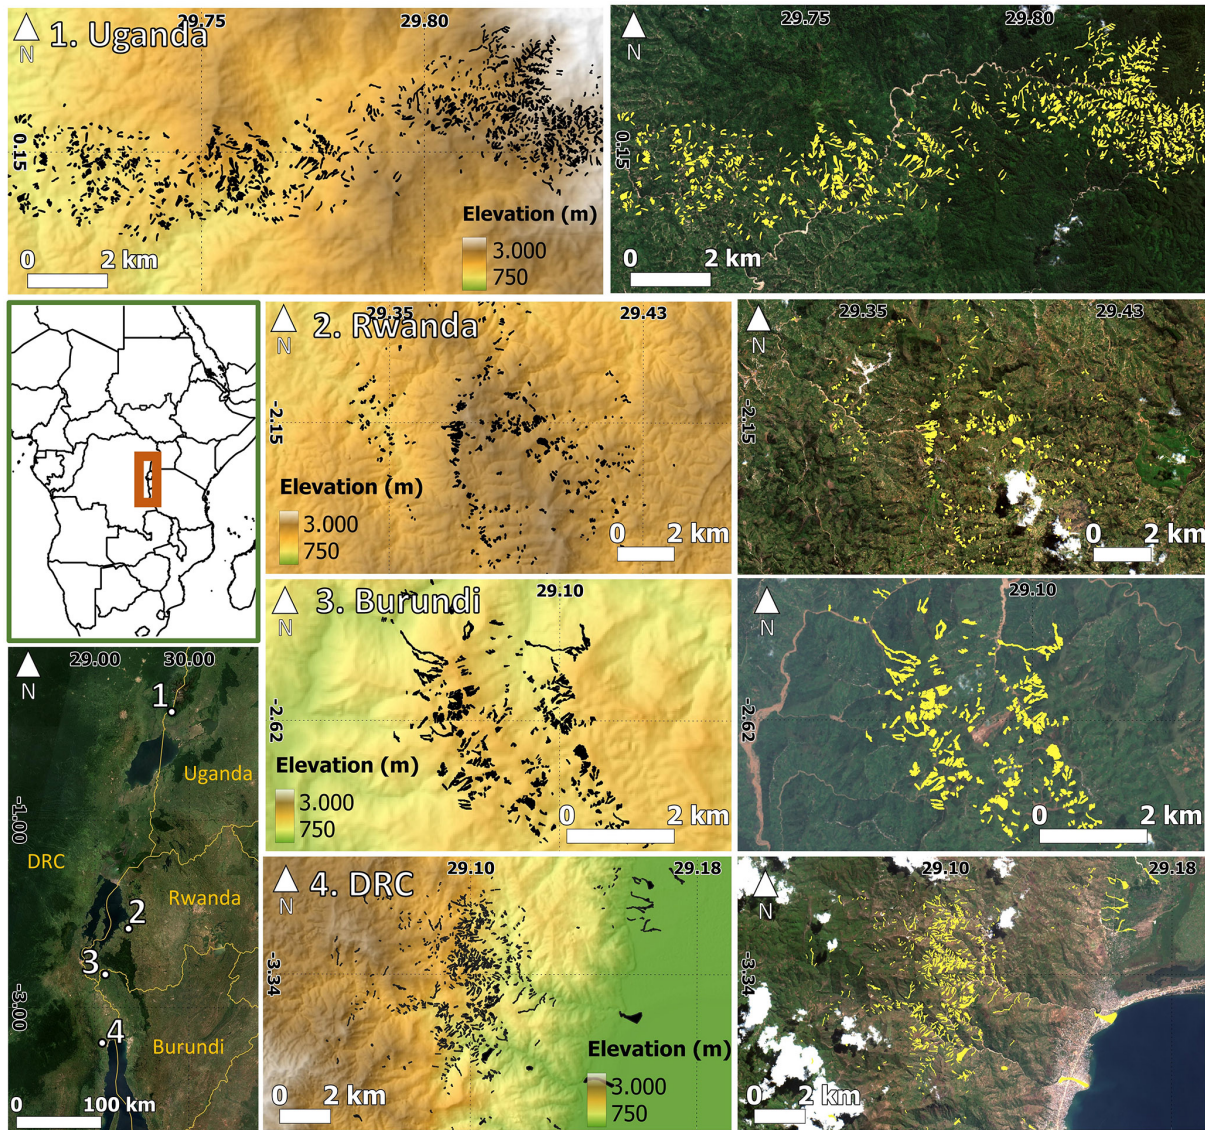 1. Uganda
N
29.75
29.80
0.15
Elevation (m)
3.000
750
0 2 km
N
29.75
29.80
0.15
0 2 km
2. Rwanda
N
29.35
29.43
-2.15
Elevation (m)
3.000
750
0 2 km
N
29.35
29.43
-2.15
0 2 km
3. Burundi
N
29.10
-2.62
Elevation (m)
3.000
750
0 2 km
N
29.10
-2.62
0 2 km
N
29.00
30.00
1
Uganda
-1.00
DRC
Rwanda
2
3
-3.00
4
Burundi
0 100 km
4. DRC
N
29.10
29.18
-3.34
Elevation (m)
3.000
750
0 2 km
N
29.10
29.18
-3.34
0 2 km